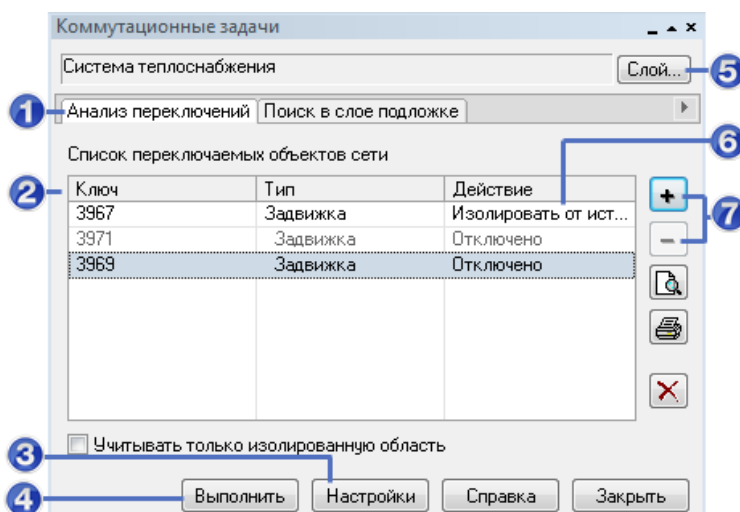 Коммутационные задачи
Система теплоснабжения
Слой...
5
1
Анализ переключений
Поиск в слое подложке
6
Список переключаемых объектов сети
2
Ключ Тип Действие
3967 Задвижка Изолировать от ист...
7
3971 Задвижка Отключено
3969 Задвижка Отключено
Учитывать только изолированную область
3
4
Выполнить Настройки Справка Закрыть